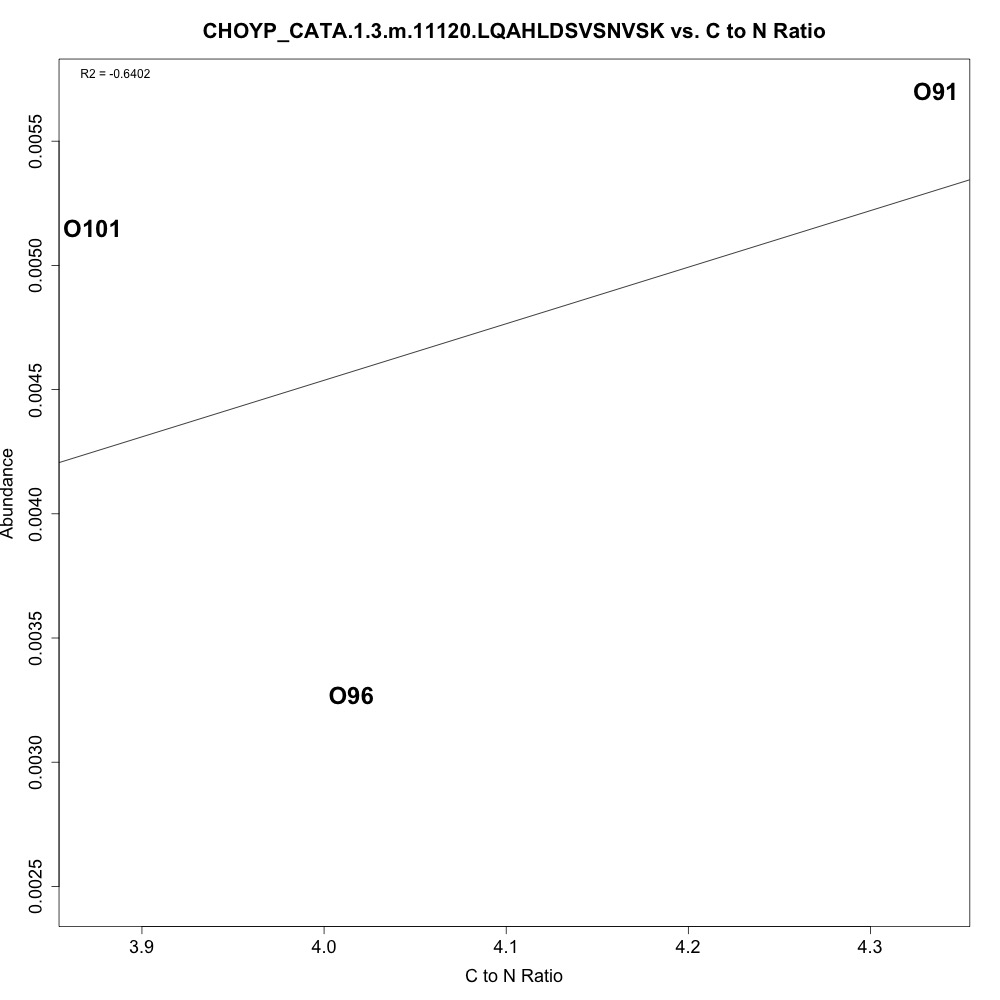 CHOYP_CATA.1.3.m.11120.LQAHLDSVSNVSK vs. C to N Ratio
R2 = -0.6402
O91
O101
O96
Abundance
0.0055
0.0050
0.0045
0.0040
0.0035
0.0030
0.0025
3.9 4.0 4.1 4.2 4.3
C to N Ratio